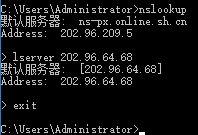 C:\Users\Administrator>nslookup
默认服务器:  ns-px.online.sh.cn
Address:  202.96.209.5
> lserver 202.96.64.68
默认服务器:  [202.96.64.68]
Address:  202.96.64.68
> exit
C:\Users\Administrator>